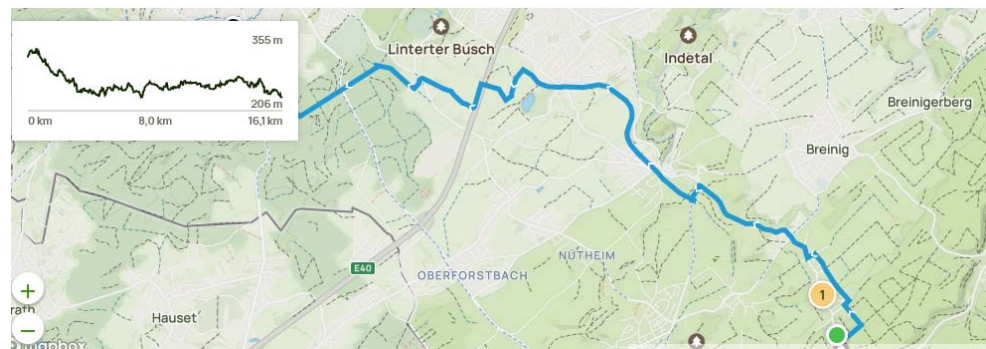 355 m
206 m
0 km
8,0 km
16,1 km
Linterter Busch
Indetal
Breinigerberg
Breinig
NÜTHEIM
E40
OBERFORSTBACH
1
+
rath
Hauset
−
mapbox